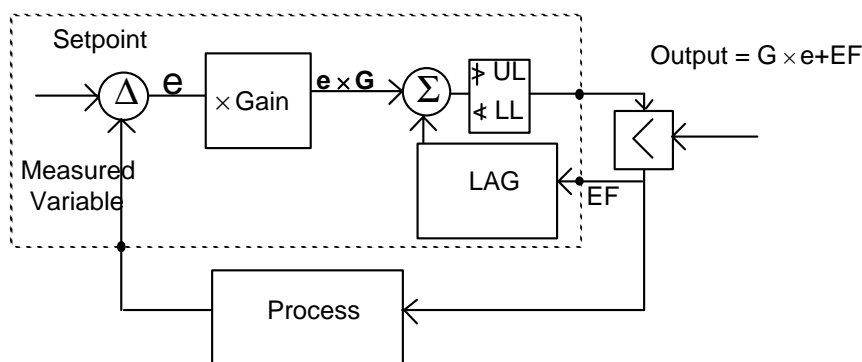 Setpoint
Output = G × e+EF
e
e × G
Δ
× Gain
Σ
≯ UL
≮ LL
<
Measured
Variable
LAG
EF
Process